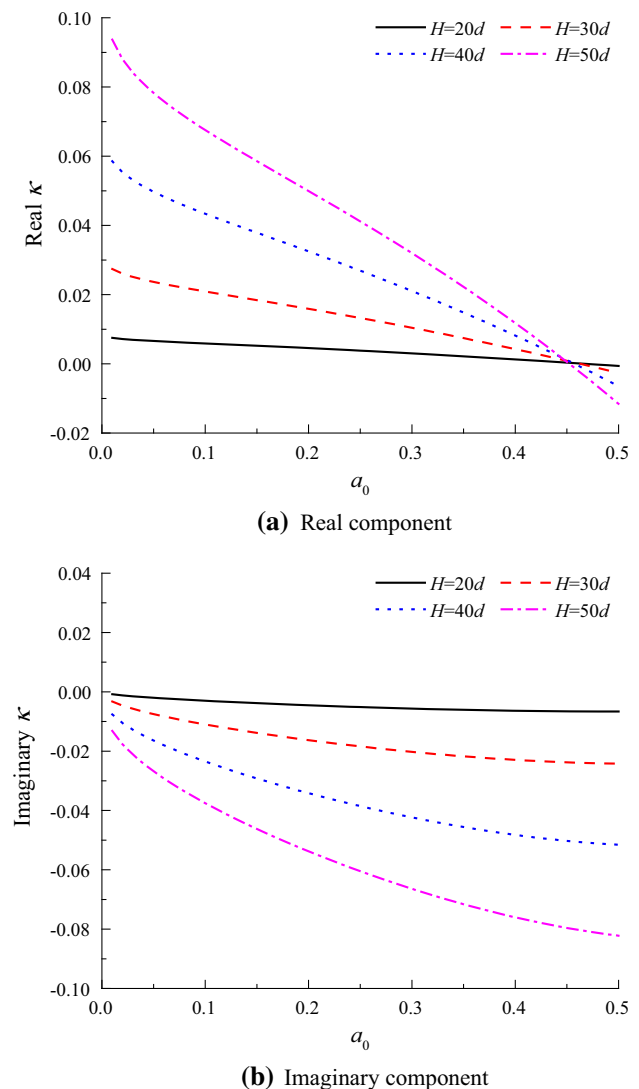 0.10
0.08
0.06
0.04
0.02
0.00
-0.02
Real κ
H=20d H=30d
H=40d H=50d
0.0 0.1 0.2 0.3 0.4 0.5
a₀
(a) Real component
0.04
0.02
0.00
-0.02
-0.04
-0.06
-0.08
-0.10
Imaginary κ
H=20d H=30d
H=40d H=50d
0.0 0.1 0.2 0.3 0.4 0.5
a₀
(b) Imaginary component